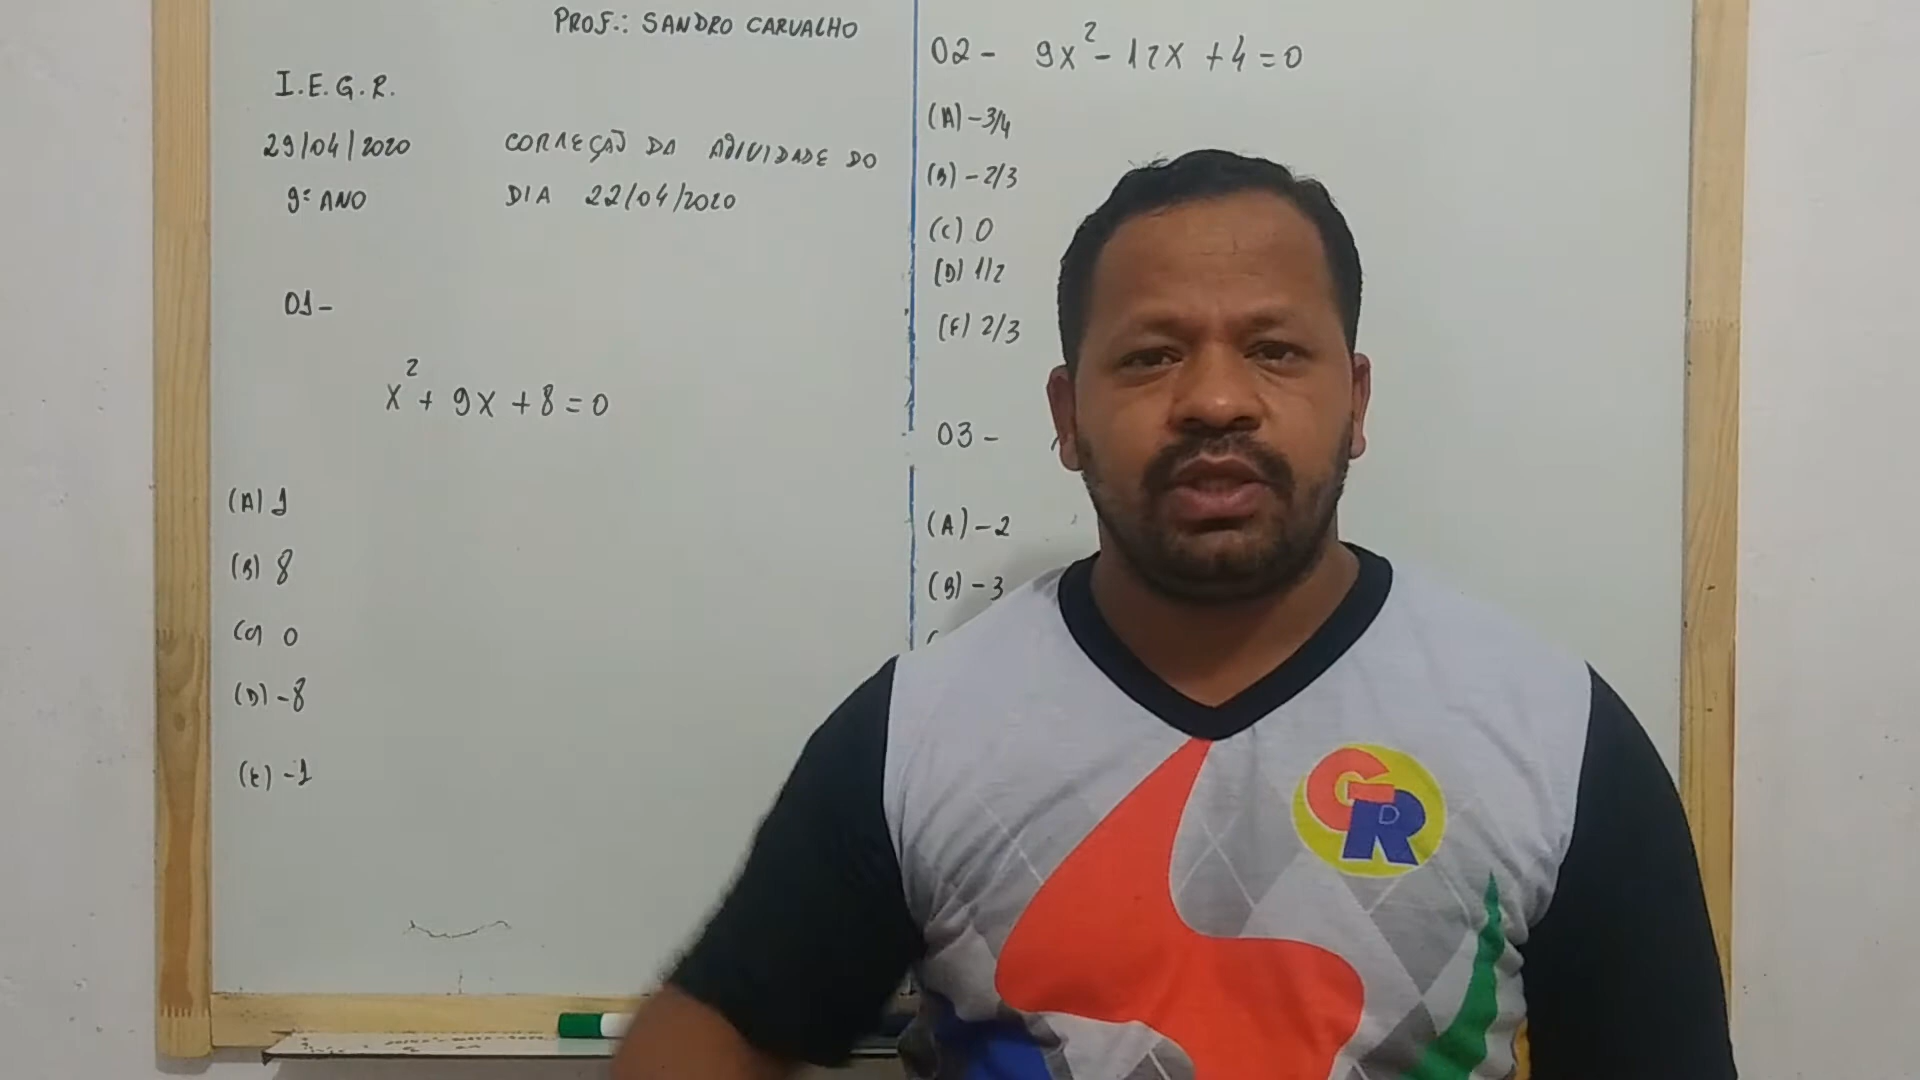 PROF.: SANDRO CARVALHO
I.E.G.R.
29/04/2020
9º ANO
CORREÇÃO DA ATIVIDADE DO
DIA 22/04/2020
01-
x² + 9x + 8 = 0
(A) 1
(B) 8
(C) 0
(D) -8
(E) -1
02- 9x² - 12x + 4 = 0
(A) -3/4
(B) -2/3
(C) 0
(D) 1/2
(E) 2/3
03-
(A) -2
(B) -3
GR